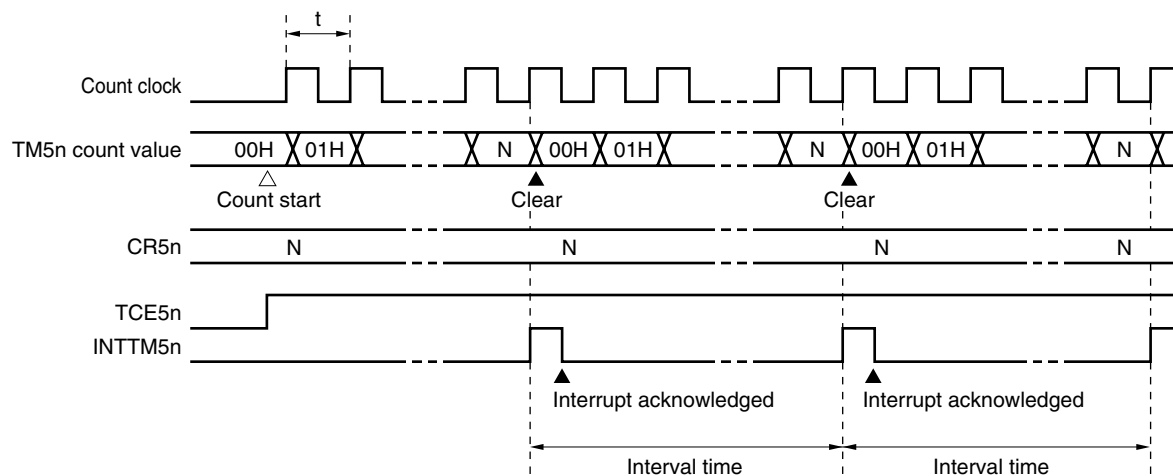 t
Count clock
TM5n count value 00H 01H N 00H 01H N 00H 01H N
Count start Clear Clear
CR5n N N N N
TCE5n
INTTM5n
Interrupt acknowledged Interrupt acknowledged
Interval time Interval time